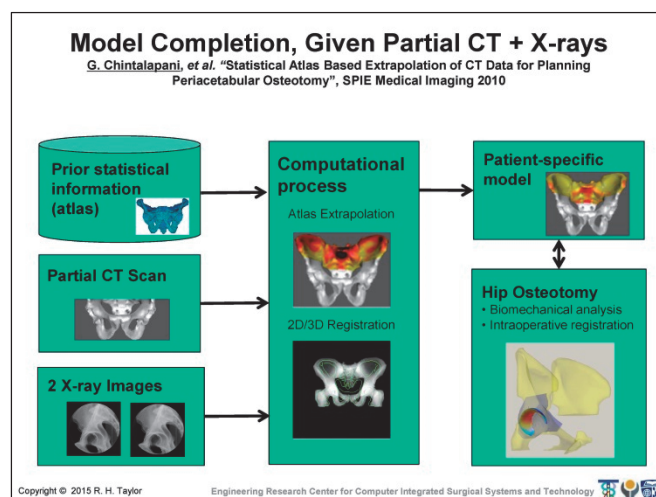 Model Completion, Given Partial CT + X-rays
G. Chintalapani, et al. “Statistical Atlas Based Extrapolation of CT Data for Planning
Periacetabular Osteotomy”, SPIE Medical Imaging 2010
Prior statistical
information
(atlas)
Partial CT Scan
2 X-ray Images
Computational
process
Atlas Extrapolation
2D/3D Registration
Patient-specific
model
Hip Osteotomy
• Biomechanical analysis
• Intraoperative registration
Copyright © 2015 R. H. Taylor
Engineering Research Center for Computer Integrated Surgical Systems and Technology